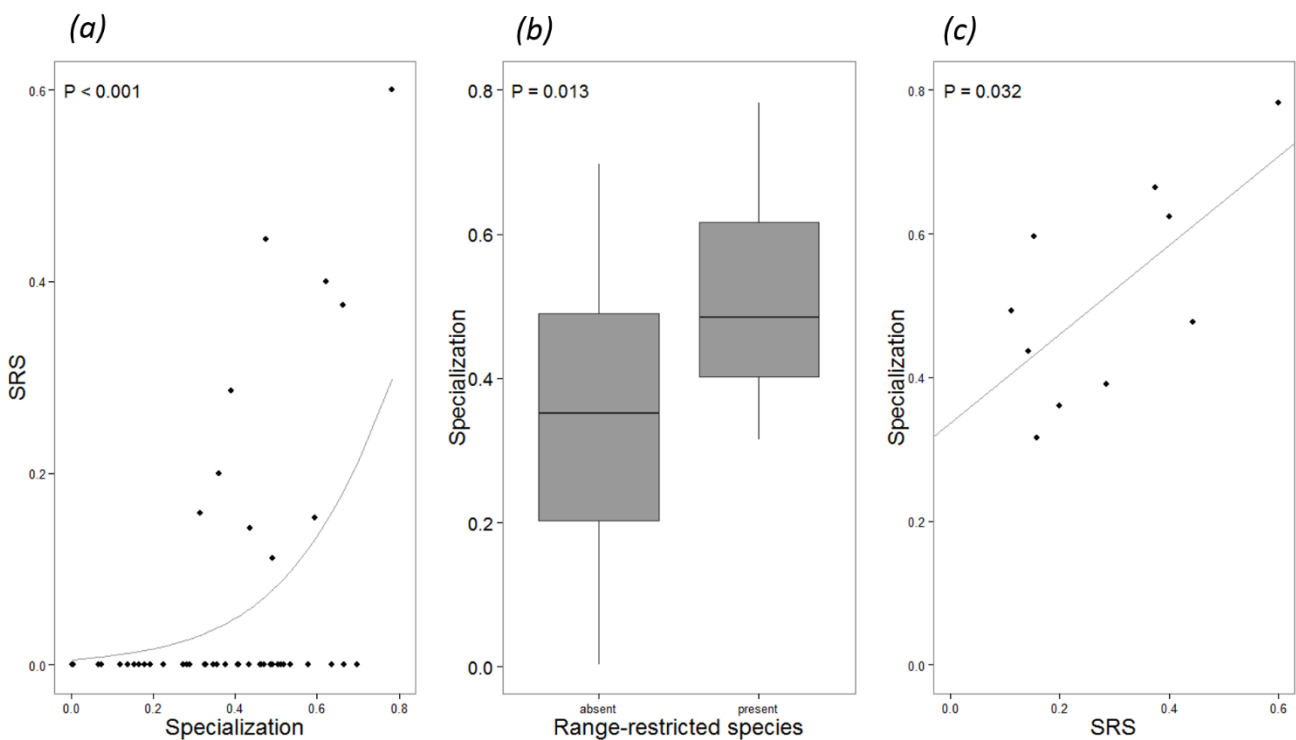 (a)
(b)
(c)
P < 0.001
0.6
0.4
0.2
0.0
SRS
0.0 0.2 0.4 0.6 0.8
Specialization
P = 0.013
0.8
0.6
0.4
0.2
0.0
Specialization
absent present
Range-restricted species
P = 0.032
0.8
0.6
0.4
0.2
0.0
Specialization
0.0 0.2 0.4 0.6
SRS